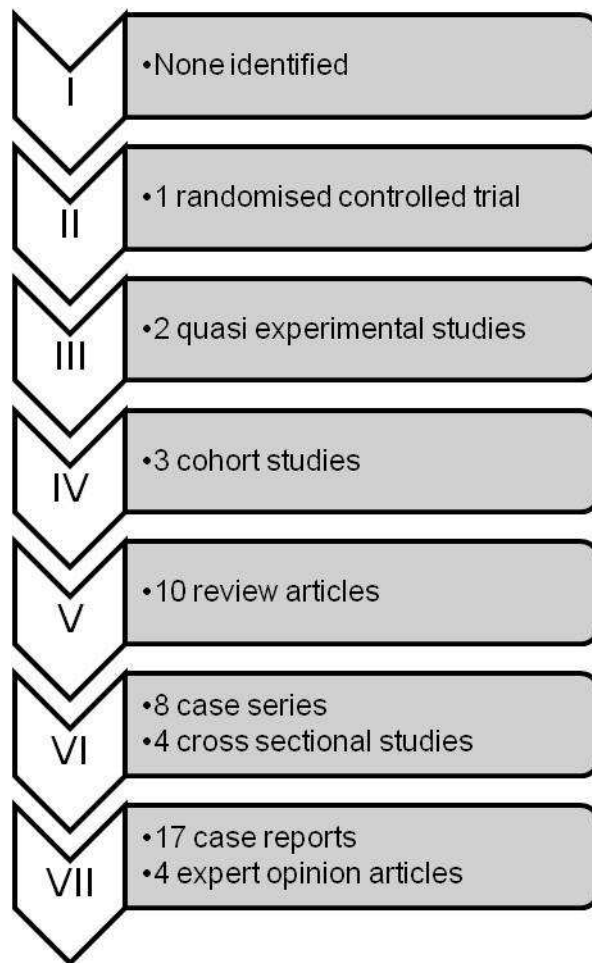 I
•None identified
II
•1 randomised controlled trial
III
•2 quasi experimental studies
IV
•3 cohort studies
V
•10 review articles
VI
•8 case series
•4 cross sectional studies
VII
•17 case reports
•4 expert opinion articles